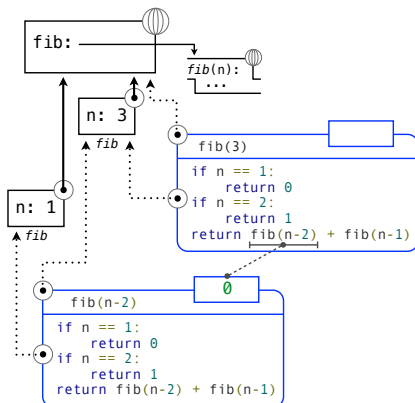 fib:
fib(n):
...
n: 3
fib
fib(3)
if n == 1:
return 0
if n == 2:
return 1
return fib(n-2) + fib(n-1)
n: 1
fib
0
fib(n-2)
if n == 1:
return 0
if n == 2:
return 1
return fib(n-2) + fib(n-1)